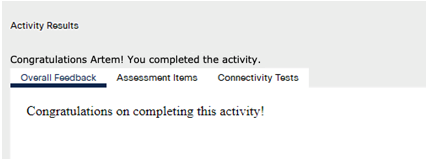 Activity Results
Congratulations Artem! You completed the activity.
Overall Feedback Assessment Items Connectivity Tests
Congratulations on completing this activity!